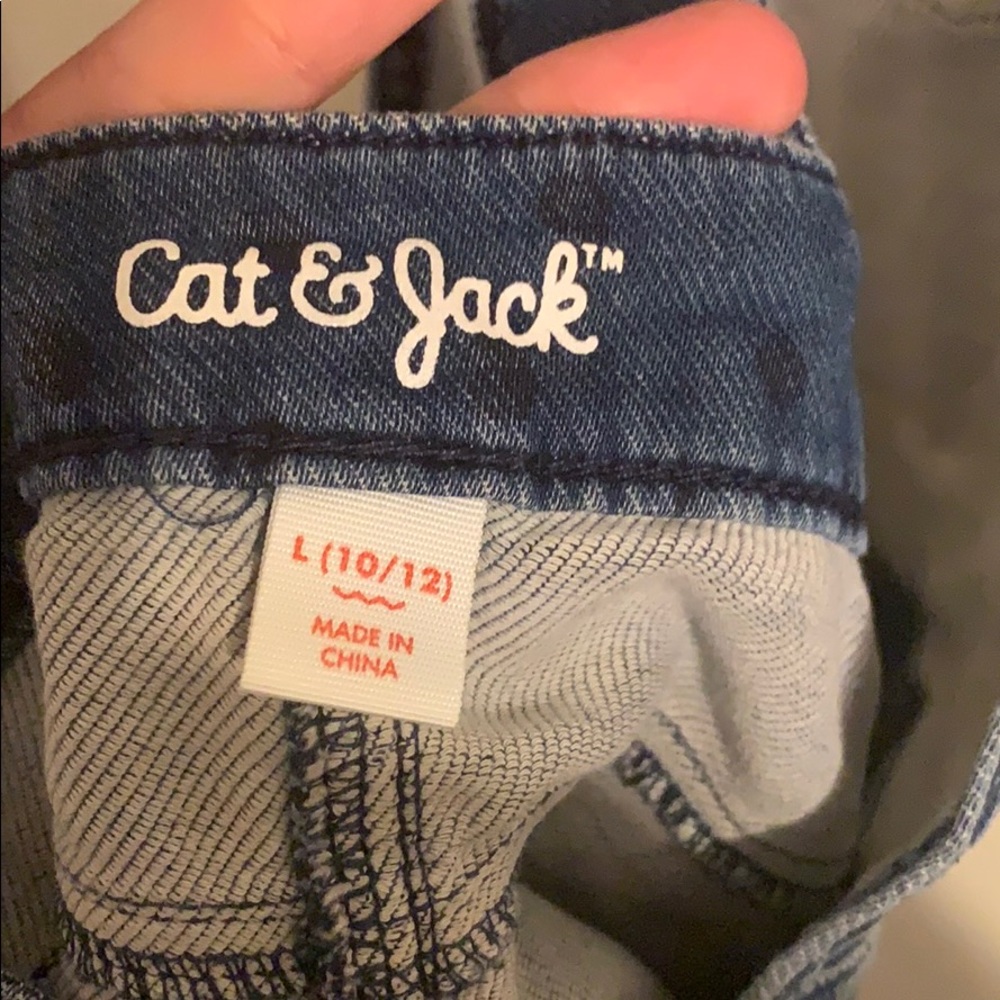 Cat & Jack™
L (10/12)
MADE IN
CHINA